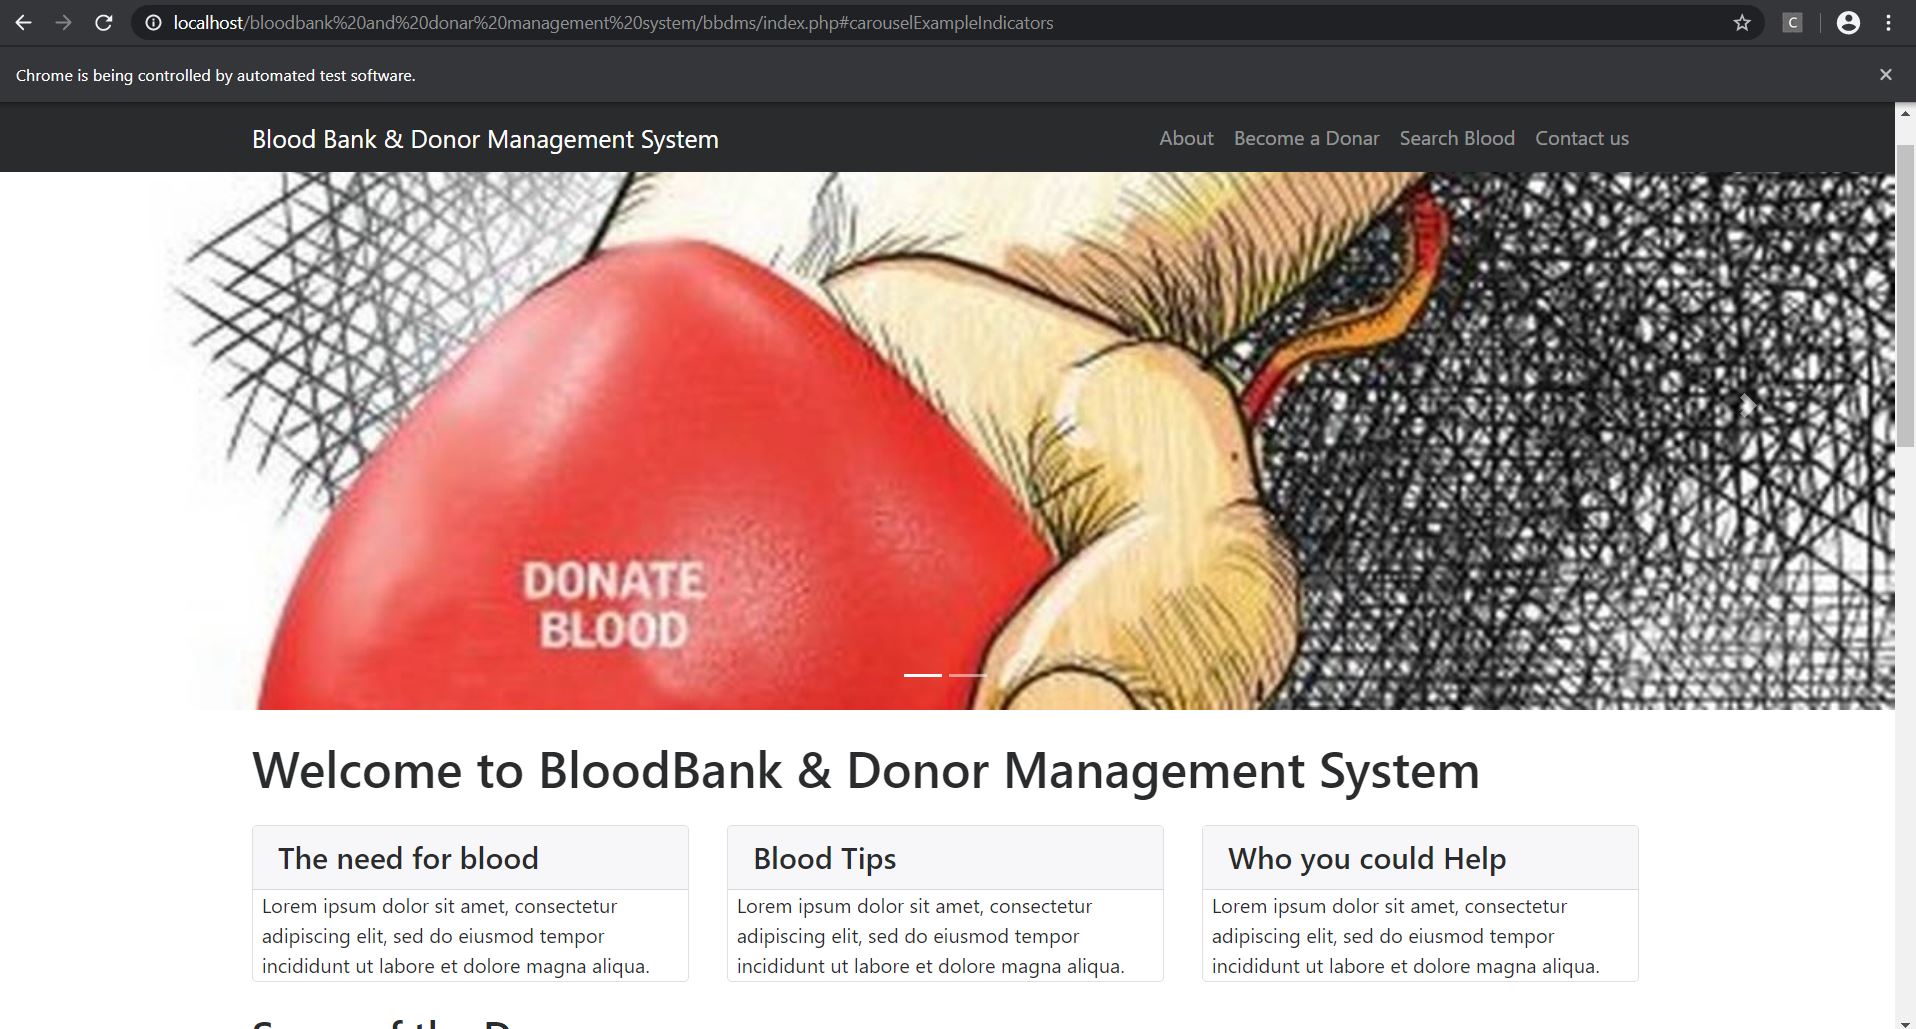 localhost/bloodbank%20and%20donar%20management%20system/bbdms/index.php#carouselExampleIndicators
C
Chrome is being controlled by automated test software.
Blood Bank & Donor Management System
About
Become a Donar
Search Blood
Contact us
DONATE
BLOOD
Welcome to BloodBank & Donor Management System
The need for blood
Lorem ipsum dolor sit amet, consectetur
adipiscing elit, sed do eiusmod tempor
incididunt ut labore et dolore magna aliqua.
Blood Tips
Lorem ipsum dolor sit amet, consectetur
adipiscing elit, sed do eiusmod tempor
incididunt ut labore et dolore magna aliqua.
Who you could Help
Lorem ipsum dolor sit amet, consectetur
adipiscing elit, sed do eiusmod tempor
incididunt ut labore et dolore magna aliqua.